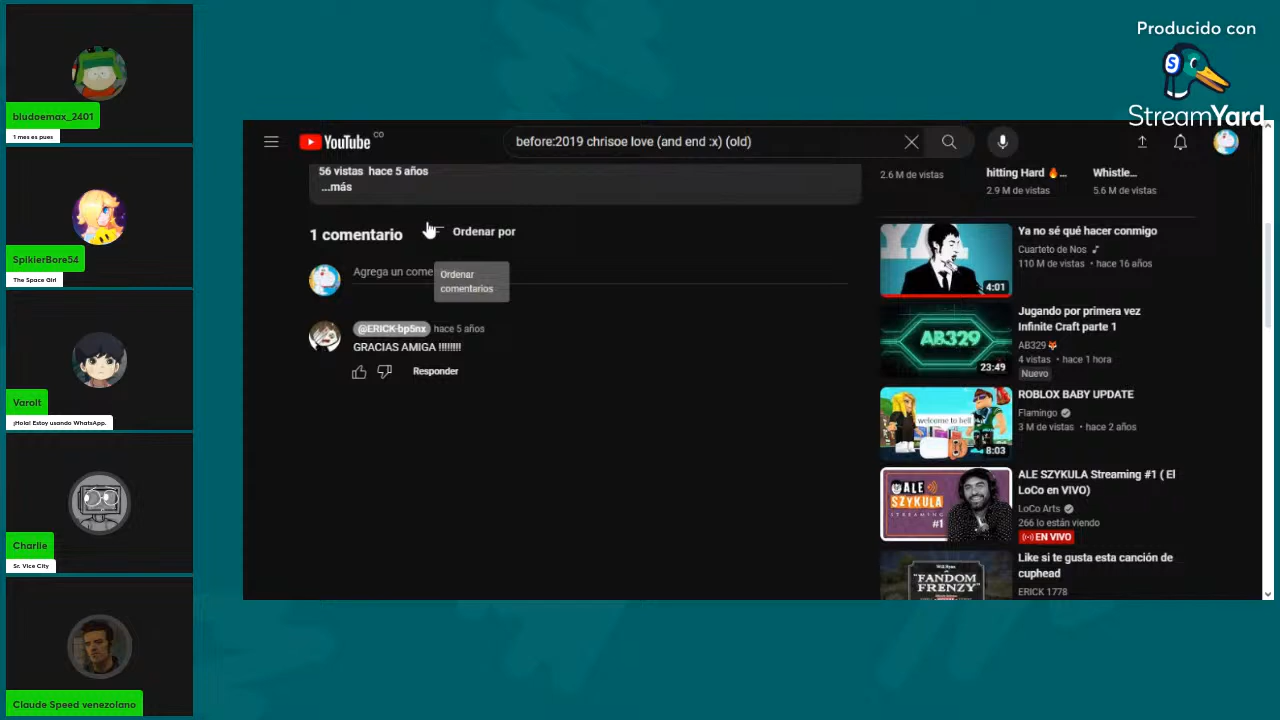 Producido con
StreamYard
bludoemax_2401
1 mes es pues
SpikierBore54
The Space Girl
Varolt
¡Hola! Estoy usando WhatsApp.
Charlie
Sr. Vice City
Claude Speed venezolano
YouTube CO
before:2019 chrisoe love (and end :x) (old)
56 vistas hace 5 años
...más
1 comentario
Ordenar por
Agrega un come
Ordenar
comentarios
@ERICK-bp5nx hace 5 años
GRACIAS AMIGA !!!!!!!!
Responder
2.6 M de vistas
hitting Hard 🔥...
2.9 M de vistas
Whistle...
5.6 M de vistas
4:01
Ya no sé qué hacer conmigo
Cuarteto de Nos
110 M de vistas • hace 16 años
AB329
23:49
Jugando por primera vez
Infinite Craft parte 1
AB329 🦊
4 vistas • hace 1 hora
Nuevo
welcome to hell
8:03
ROBLOX BABY UPDATE
Flamingo
3 M de vistas • hace 2 años
ALE
SZYKULA
STREAMING
#1
ALE SZYKULA Streaming #1 ( El
LoCo en VIVO)
LoCo Arts
266 lo están viendo
EN VIVO
"FANDOM
FRENZY"
Like si te gusta esta canción de
cuphead
ERICK 1778